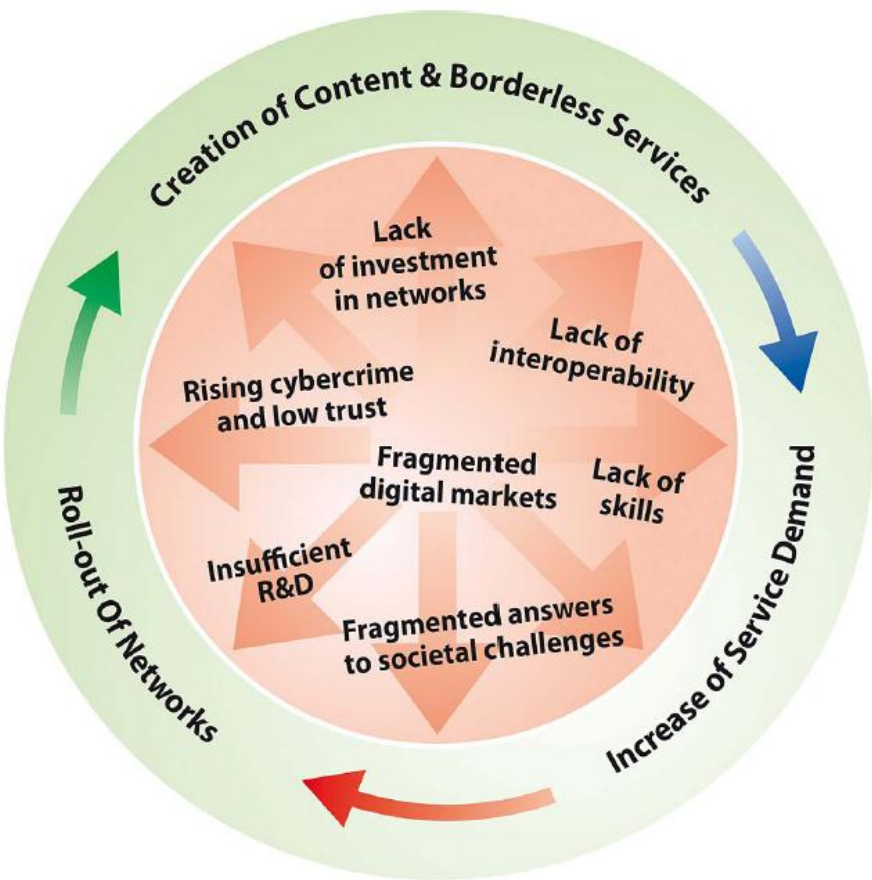 Creation of Content & Borderless Services
Lack
of investment
in networks
Lack of
interoperability
Rising cybercrime
and low trust
Fragmented
digital markets
Lack of
skills
Insufficient
R&D
Fragmented answers
to societal challenges
Increase of Service Demand
Roll-out Of Networks